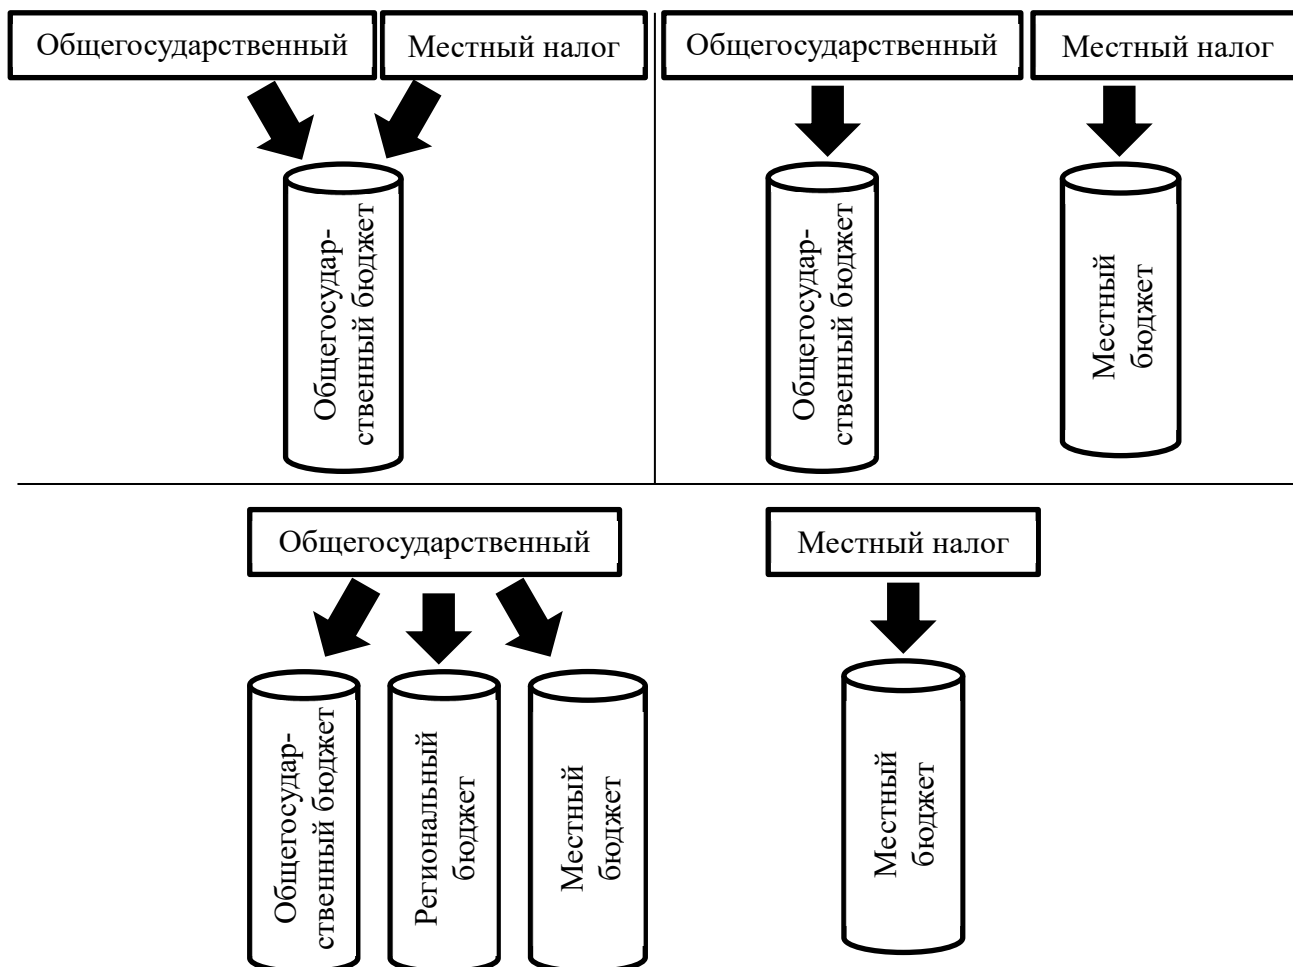 Общегосударственный
Местный налог
Общегосударственный
Местный налог
Общегосудар-
ственный бюджет
Общегосудар-
ственный бюджет
Местный
бюджет
Общегосударственный
Местный налог
Общегосудар-
ственный бюджет
Региональный
бюджет
Местный
бюджет
Местный
бюджет